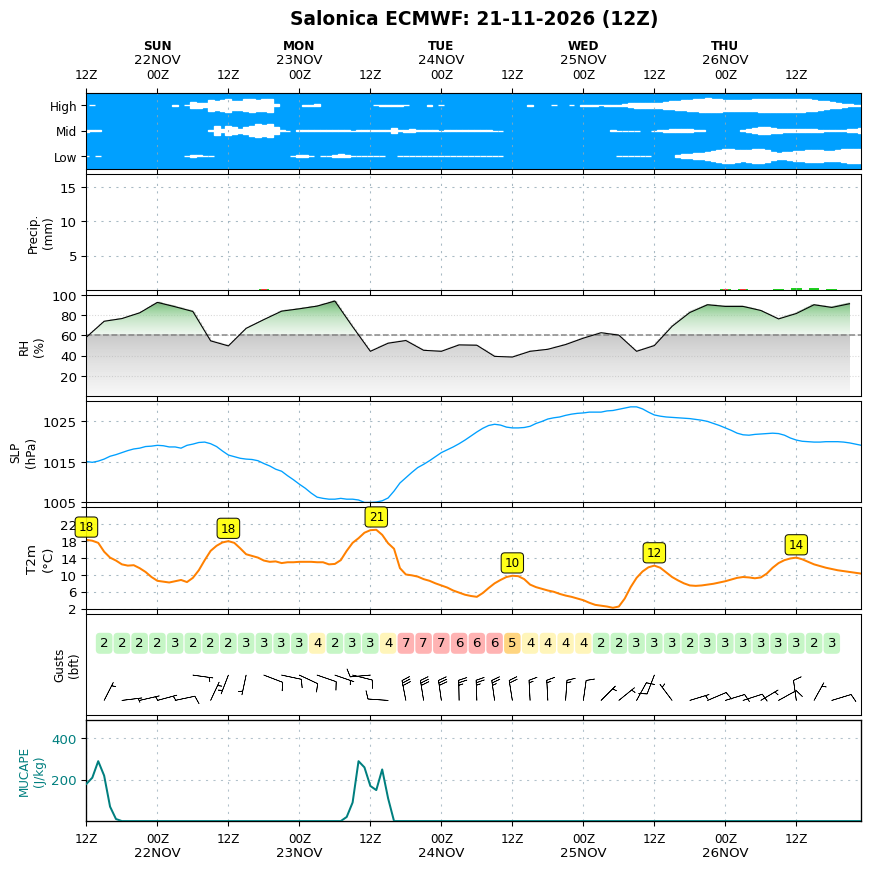 Salonica ECMWF: 21-11-2026 (12Z)
SUN MON TUE WED THU
22NOV 23NOV 24NOV 25NOV 26NOV
12Z 00Z 12Z 00Z 12Z 00Z 12Z 00Z 12Z 00Z 12Z
High
Mid
Low
Precip.
(mm)
15
10
5
RH
(%)
100
80
60
40
20
SLP
(hPa)
1025
1015
1005
T2m
(°C)
22
18
14
10
6
2
18 18 21 10 12 14
Gusts
(bft)
2 2 2 2 3 2 2 2 3 3 3 3 4 2 3 3 4 7 7 7 6 6 6 5 4 4 4 4 2 2 3 3 3 2 3 3 3 3 3 3 2 3
MUCAPE
(J/kg)
400
200
12Z 00Z 12Z 00Z 12Z 00Z 12Z 00Z 12Z 00Z 12Z
22NOV 23NOV 24NOV 25NOV 26NOV